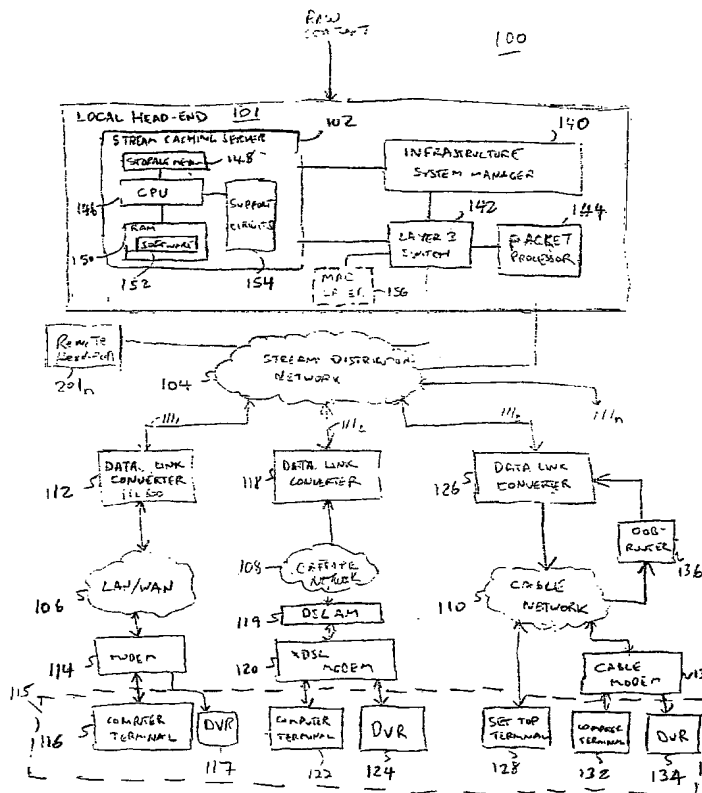 RAW
CONTENT
100
LOCAL HEAD-END 101
102
140
STREAM CACHING SERVER
STORAGE MEDIA
148
INFRASTRUCTURE
SYSTEM MANAGER
CPU
146
SUPPORT
CIRCUITS
142
144
RAM
150
SOFTWARE
LAYER 3
SWITCH
PACKET
PROCESSOR
152
154
MAC
LAYER
156
REMOTE
HEAD-END
201n
STREAM DISTRIBUTION
NETWORK
104
111,
1112
111n
112
DATA LINK
CONVERTER
118
DATA LINK
CONVERTER
126
DATA LINK
CONVERTER
OOB-
ROUTER
136
106
LAN/WAN
108
NETWORK
110
CABLE
NETWORK
119
DSLAM
114
MODEM
120
XDSL
MODEM
CABLE
MODEM
115
116
COMPUTER
TERMINAL
DVR
117
COMPUTER
TERMINAL
122
DVR
124
SET TOP
TERMINAL
128
COMPUTER
TERMINAL
132
DVR
134